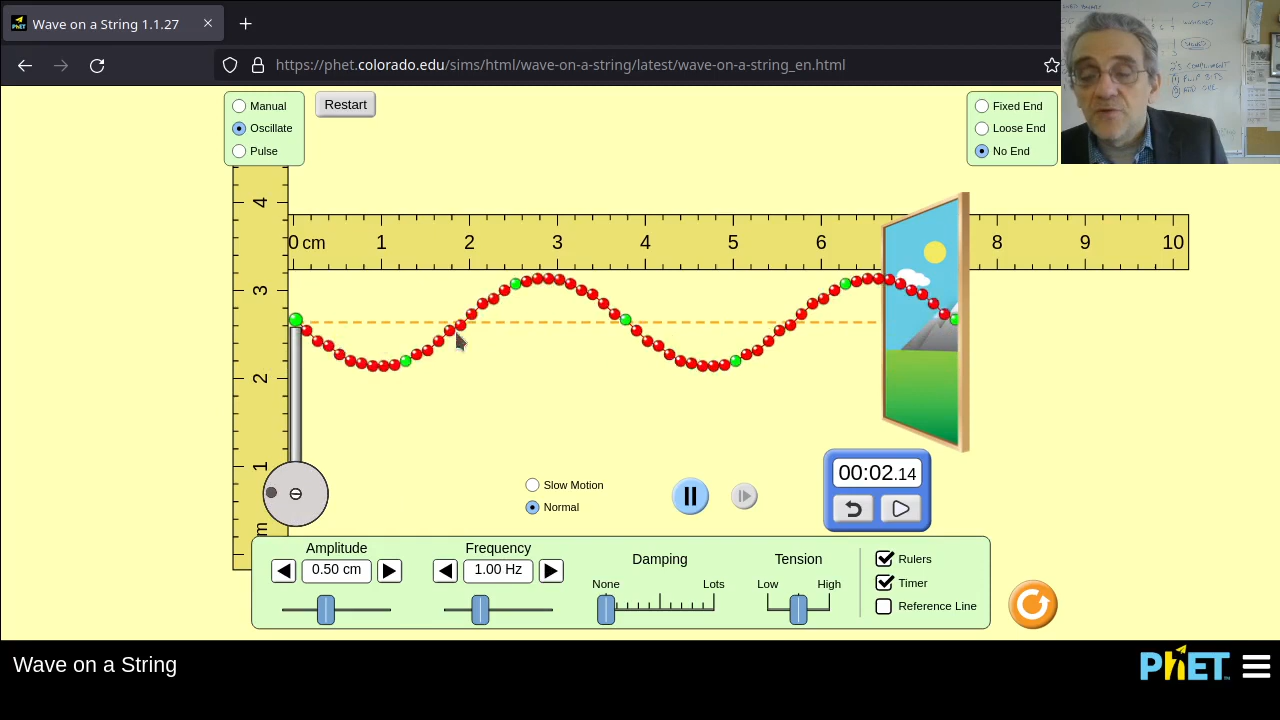 Wave on a String 1.1.27
https://phet.colorado.edu/sims/html/wave-on-a-string/latest/wave-on-a-string_en.html
Manual
Oscillate
Pulse
Restart
Fixed End
Loose End
No End
0 cm 1 2 3 4 5 6 8 9 10
4
3
2
1
m
Slow Motion
Normal
00:02.14
Amplitude
0.50 cm
Frequency
1.00 Hz
Damping
None Lots
Tension
Low High
Rulers
Timer
Reference Line
Wave on a String
PhET